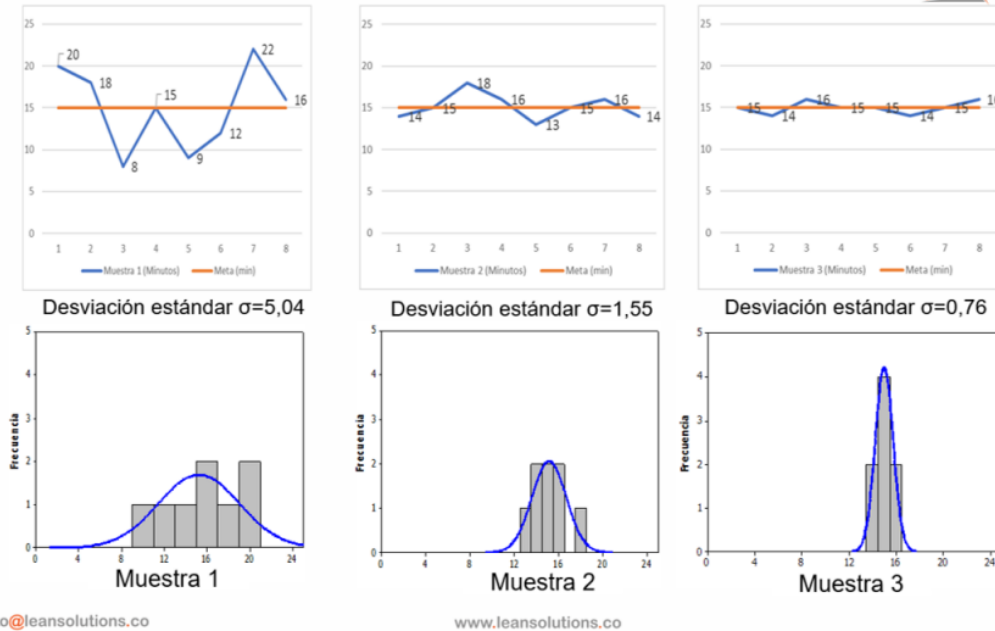 25
20
15
10
5
0
20
18
8
15
9
12
22
16
1 2 3 4 5 6 7 8
Muestra 1 (Minutos) Meta (min)
25
20
15
10
5
0
14
15
18
16
13
15
16
14
1 2 3 4 5 6 7 8
Muestra 2 (Minutos) Meta (min)
25
20
15
10
5
0
15
14
16
15
15
14
15
1 2 3 4 5 6 7 8
Muestra 3 (Minutos) Meta (min)
Desviación estándar σ=5,04
Desviación estándar σ=1,55
Desviación estándar σ=0,76
Frecuencia
5
4
3
2
1
0
0 4 8 12 16 20 24
Muestra 1
Frecuencia
5
4
3
2
1
0
0 4 8 12 16 20 24
Muestra 2
Frecuencia
5
4
3
2
1
0
0 4 8 12 16 20 24
Muestra 3
o@leansolutions.co
www.leansolutions.co